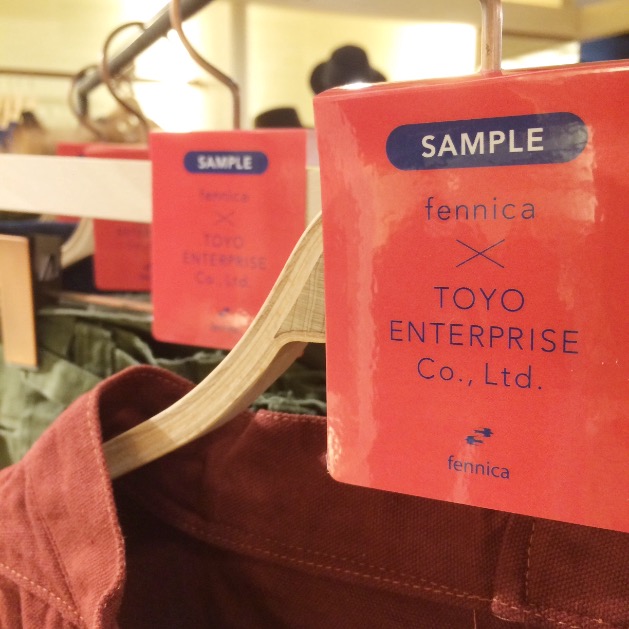 SAMPLE
fennica
×
TOYO
ENTERPRISE
Co., Ltd.
fennica
SAMPLE
fennica
×
TOYO
ENTERPRISE
Co., Ltd.